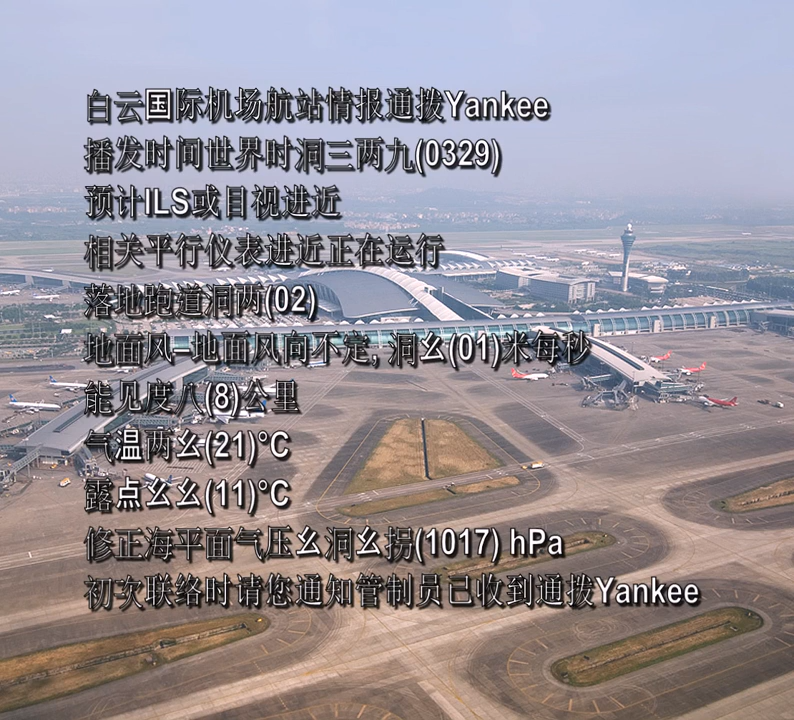 白云国际机场航站情报通播Yankee
播发时间世界时洞三两九(0329)
预计ILS或目视进近
相关平行仪表进近正在运行
落地跑道洞两(02)
地面风–地面风向不定, 洞幺(01)米每秒
能见度八(8)公里
气温两幺(21)°C
露点幺幺(11)°C
修正海平面气压幺洞幺拐(1017) hPa
初次联络时请您通知管制员已收到通播Yankee